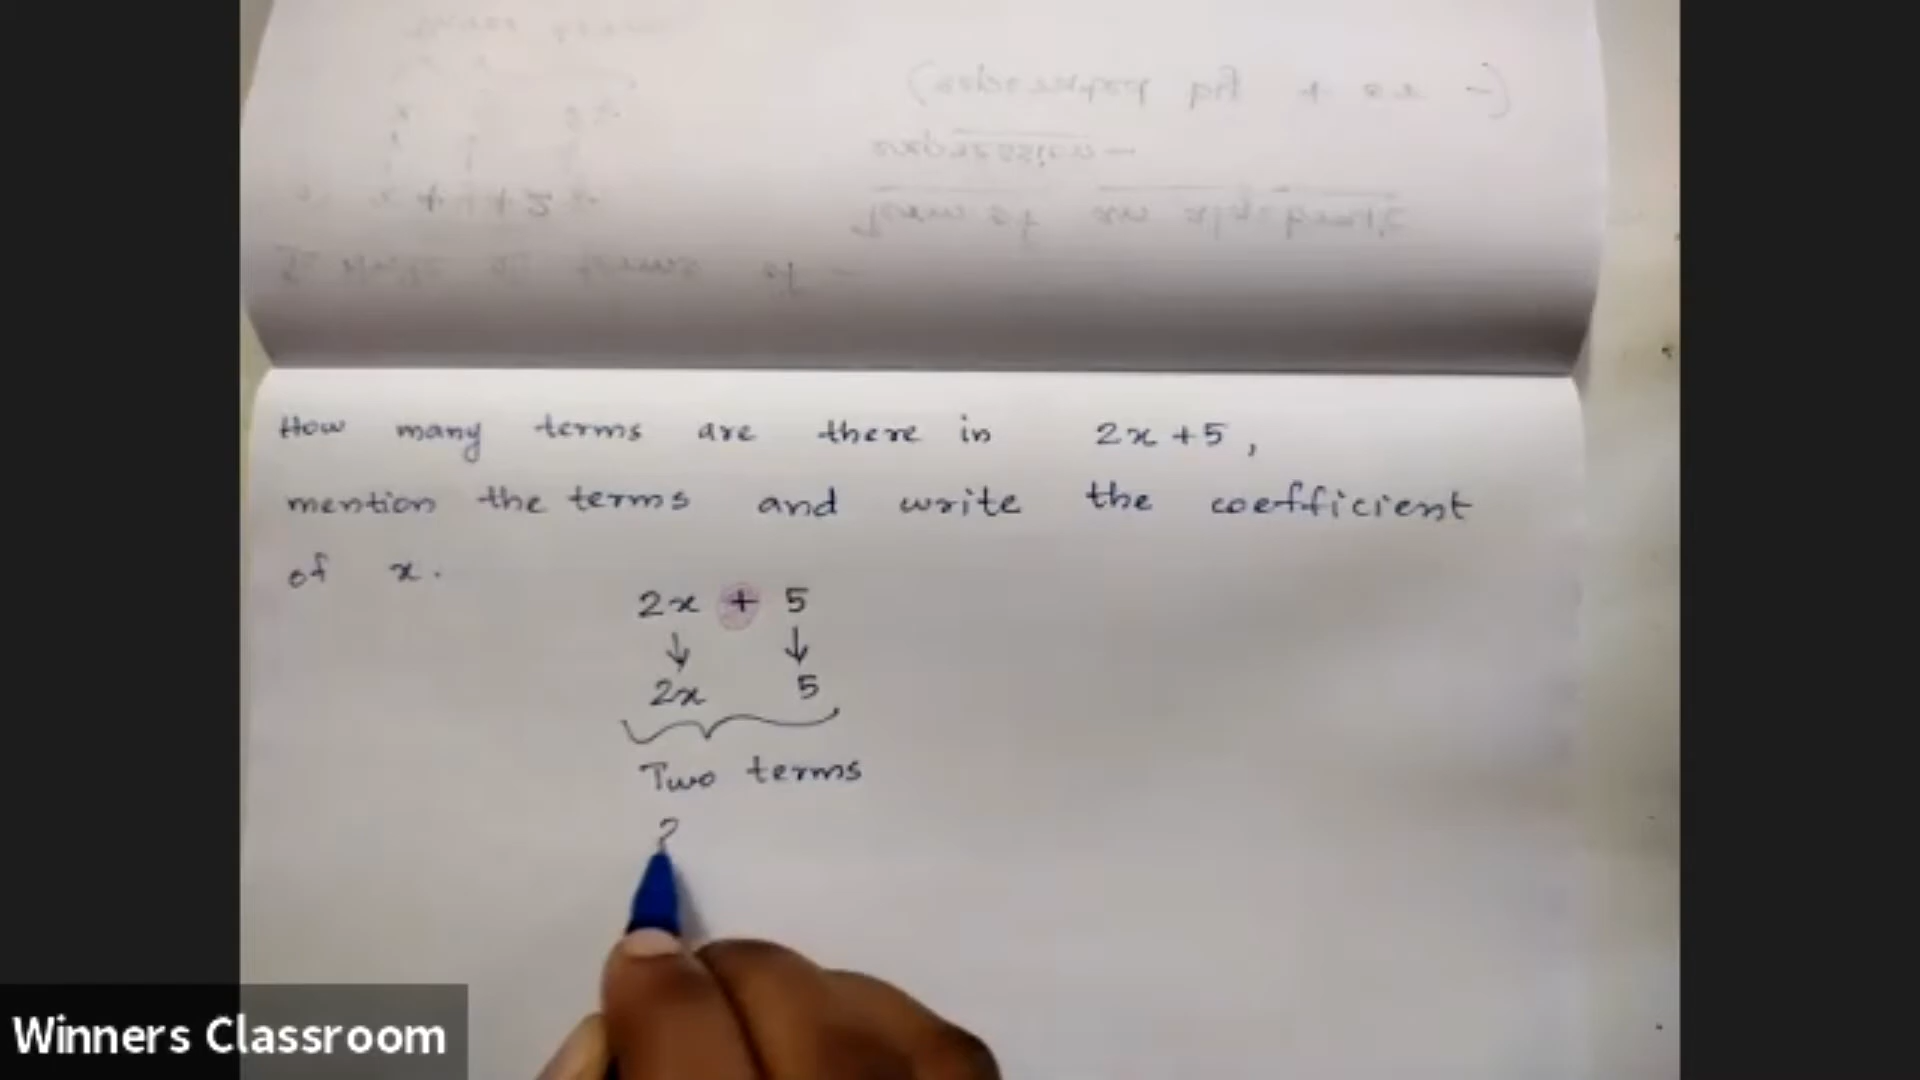 How many terms are there in 2x + 5,
mention the terms and write the coefficient
of x.
2x + 5
↓ ↓
2x 5
Two terms
2
Winners Classroom